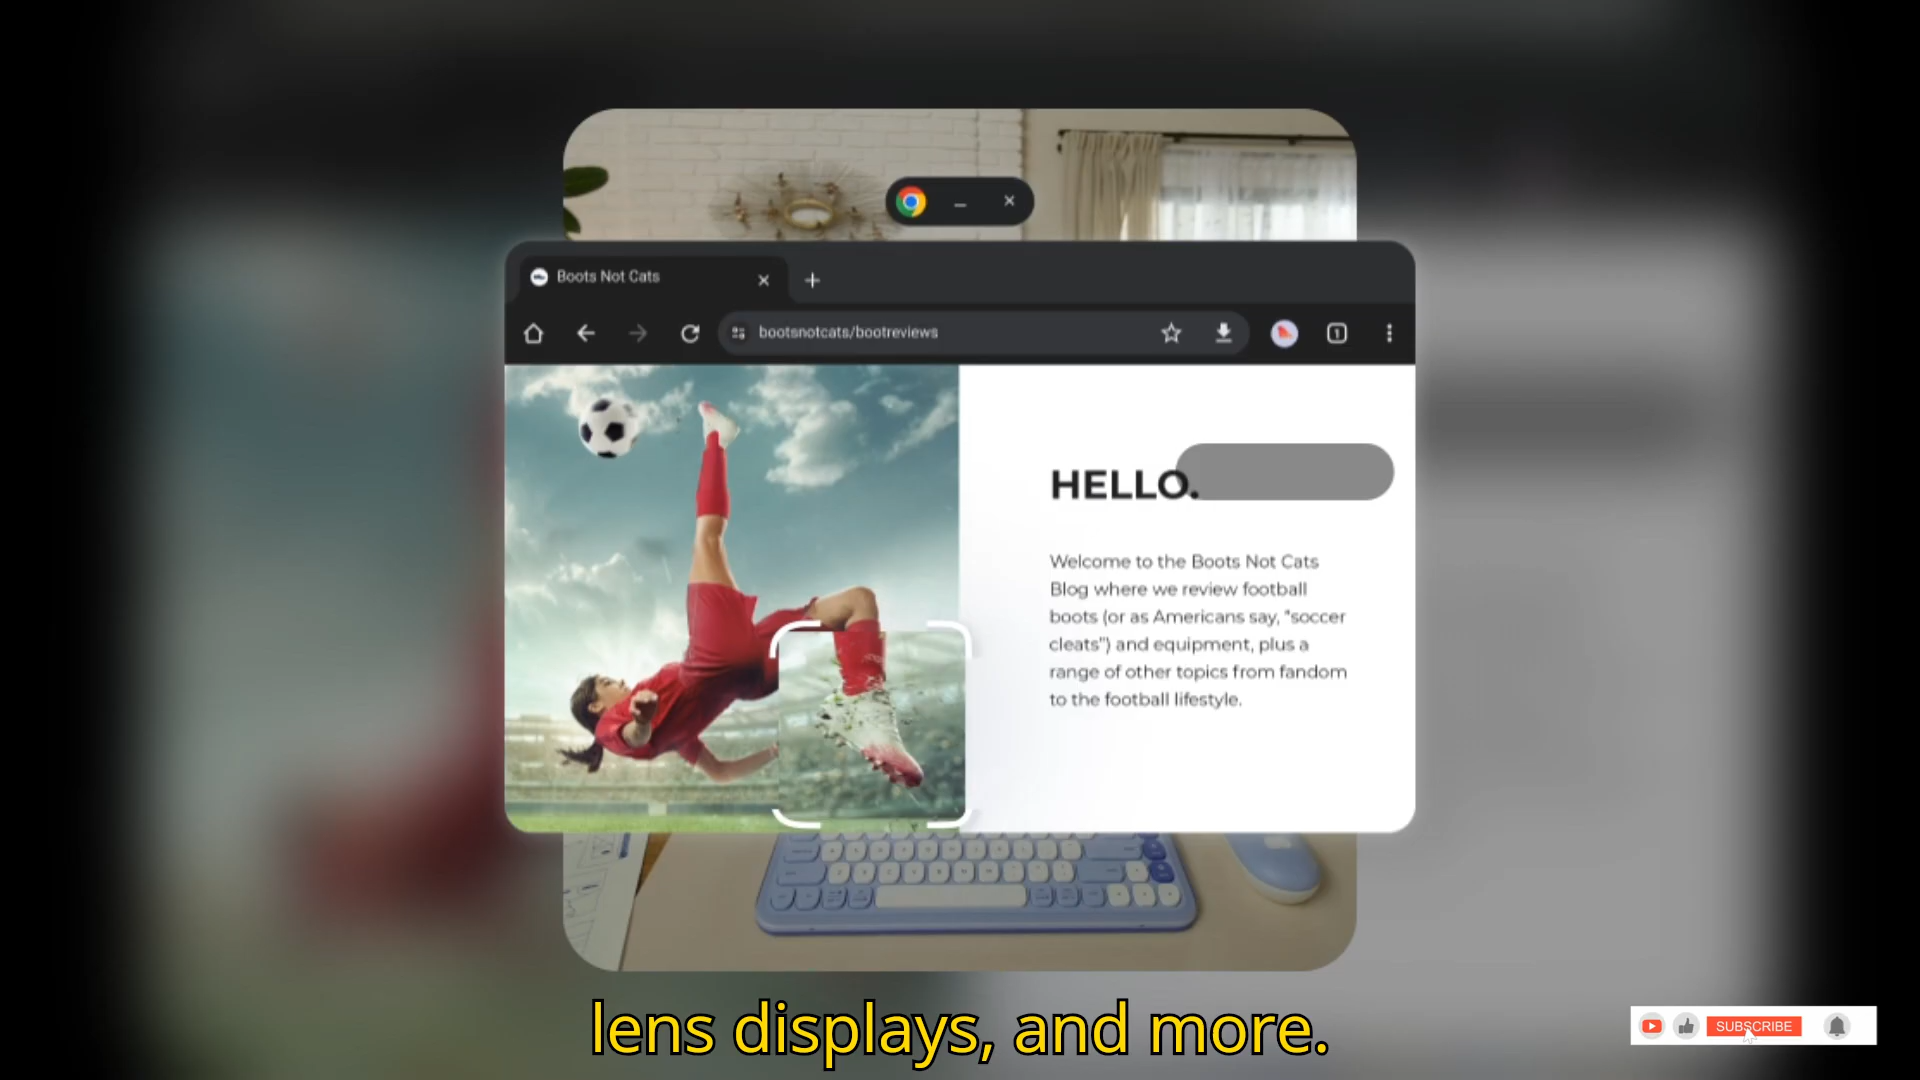 Boots Not Cats
bootsnotcats/bootreviews
1
HELLO.
Welcome to the Boots Not Cats
Blog where we review football
boots (or as Americans say, "soccer
cleats") and equipment, plus a
range of other topics from fandom
to the football lifestyle.
lens displays, and more.
SUBSCRIBE